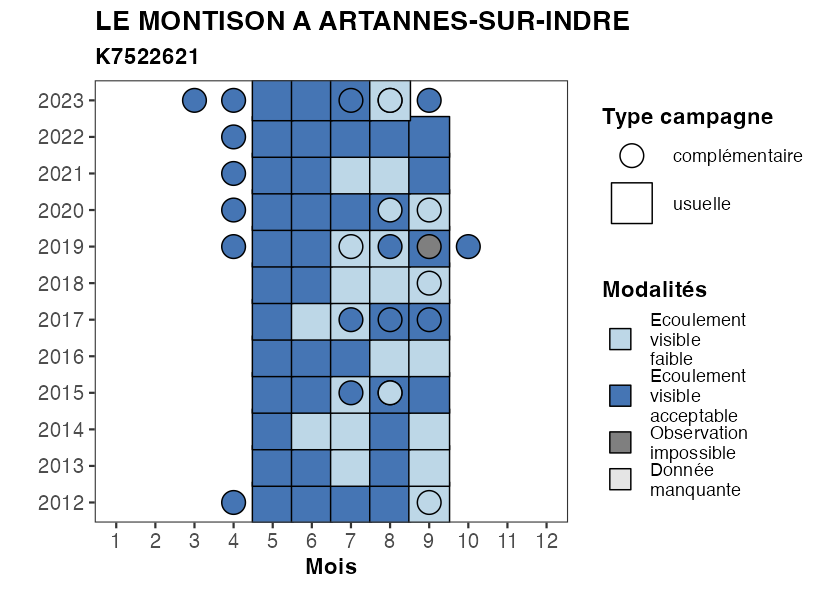 LE MONTISON A ARTANNES-SUR-INDRE
K7522621
2023
2022
2021
2020
2019
2018
2017
2016
2015
2014
2013
2012
1 2 3 4 5 6 7 8 9 10 11 12
Mois
Type campagne
complémentaire
usuelle
Modalités
Ecoulement
visible
faible
Ecoulement
visible
acceptable
Observation
impossible
Donnée
manquante